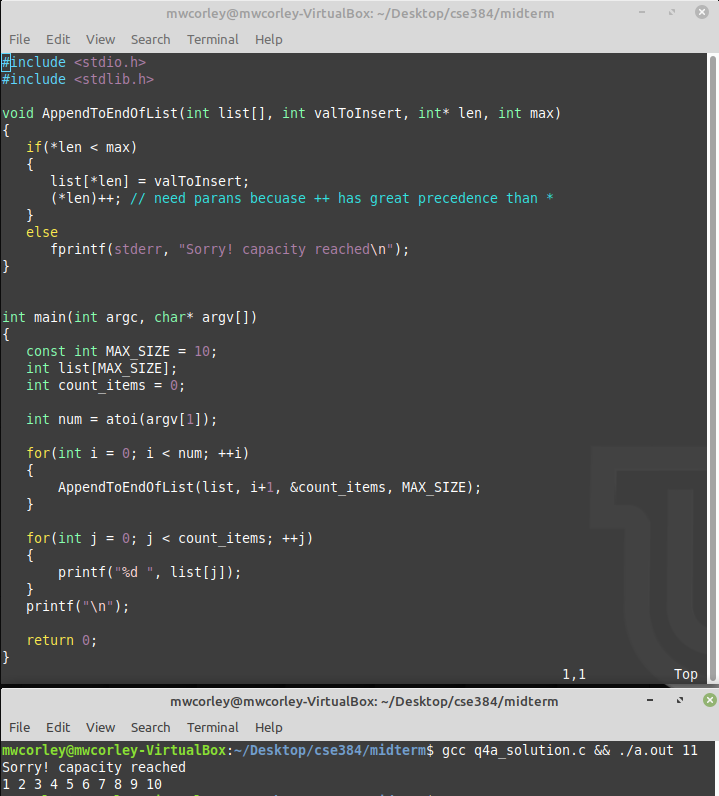 mwcorley@mwcorley-VirtualBox: ~/Desktop/cse384/midterm
File Edit View Search Terminal Help
#include <stdio.h>
#include <stdlib.h>
void AppendToEndOfList(int list[], int valToInsert, int* len, int max)
{
if(*len < max)
{
list[*len] = valToInsert;
(*len)++; // need parans becuase ++ has great precedence than *
}
else
fprintf(stderr, "Sorry! capacity reached\n");
}
int main(int argc, char* argv[])
{
const int MAX_SIZE = 10;
int list[MAX_SIZE];
int count_items = 0;
int num = atoi(argv[1]);
for(int i = 0; i < num; ++i)
{
AppendToEndOfList(list, i+1, &count_items, MAX_SIZE);
}
for(int j = 0; j < count_items; ++j)
{
printf("%d ", list[j]);
}
printf("\n");
return 0;
}
1,1 Top
mwcorley@mwcorley-VirtualBox: ~/Desktop/cse384/midterm
File Edit View Search Terminal Help
mwcorley@mwcorley-VirtualBox:~/Desktop/cse384/midterm$ gcc q4a_solution.c && ./a.out 11
Sorry! capacity reached
1 2 3 4 5 6 7 8 9 10